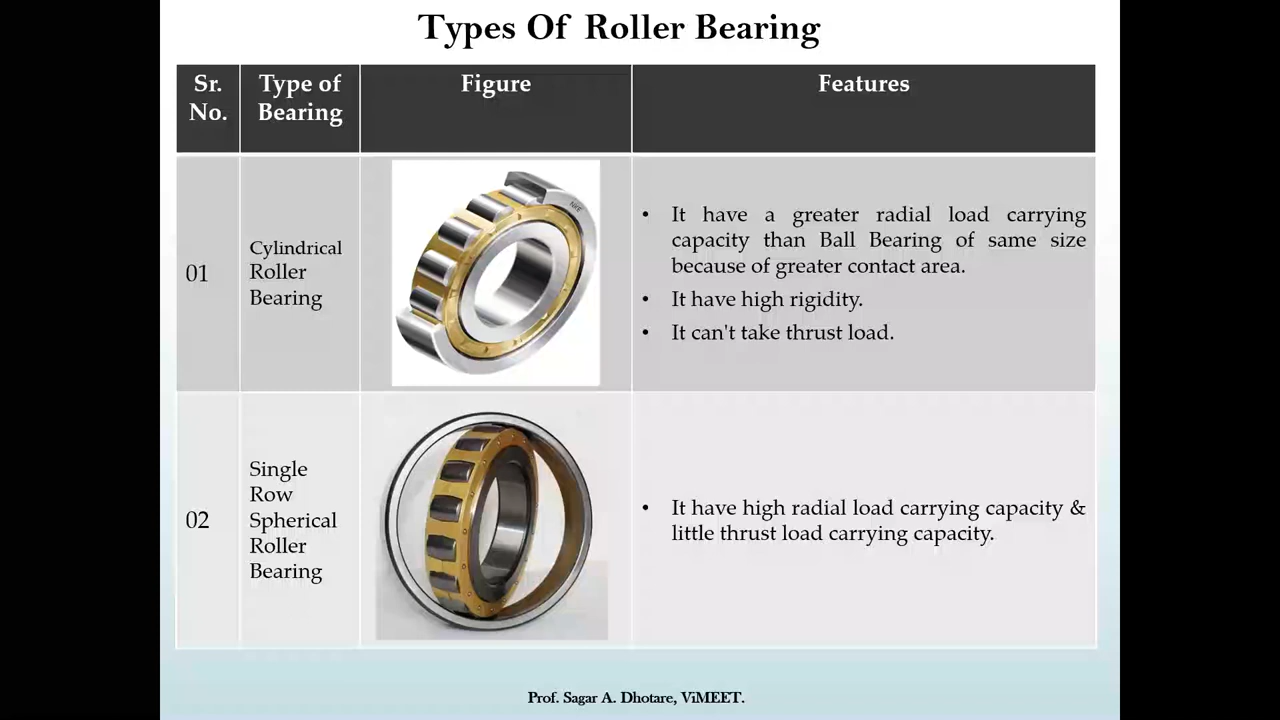 Types Of Roller Bearing
Sr.
No.
Type of
Bearing
Figure
Features
01
Cylindrical
Roller
Bearing
NKE
• It have a greater radial load carrying
capacity than Ball Bearing of same size
because of greater contact area.
• It have high rigidity.
• It can't take thrust load.
02
Single
Row
Spherical
Roller
Bearing
• It have high radial load carrying capacity &
little thrust load carrying capacity.
Prof. Sagar A. Dhotare, ViMEET.